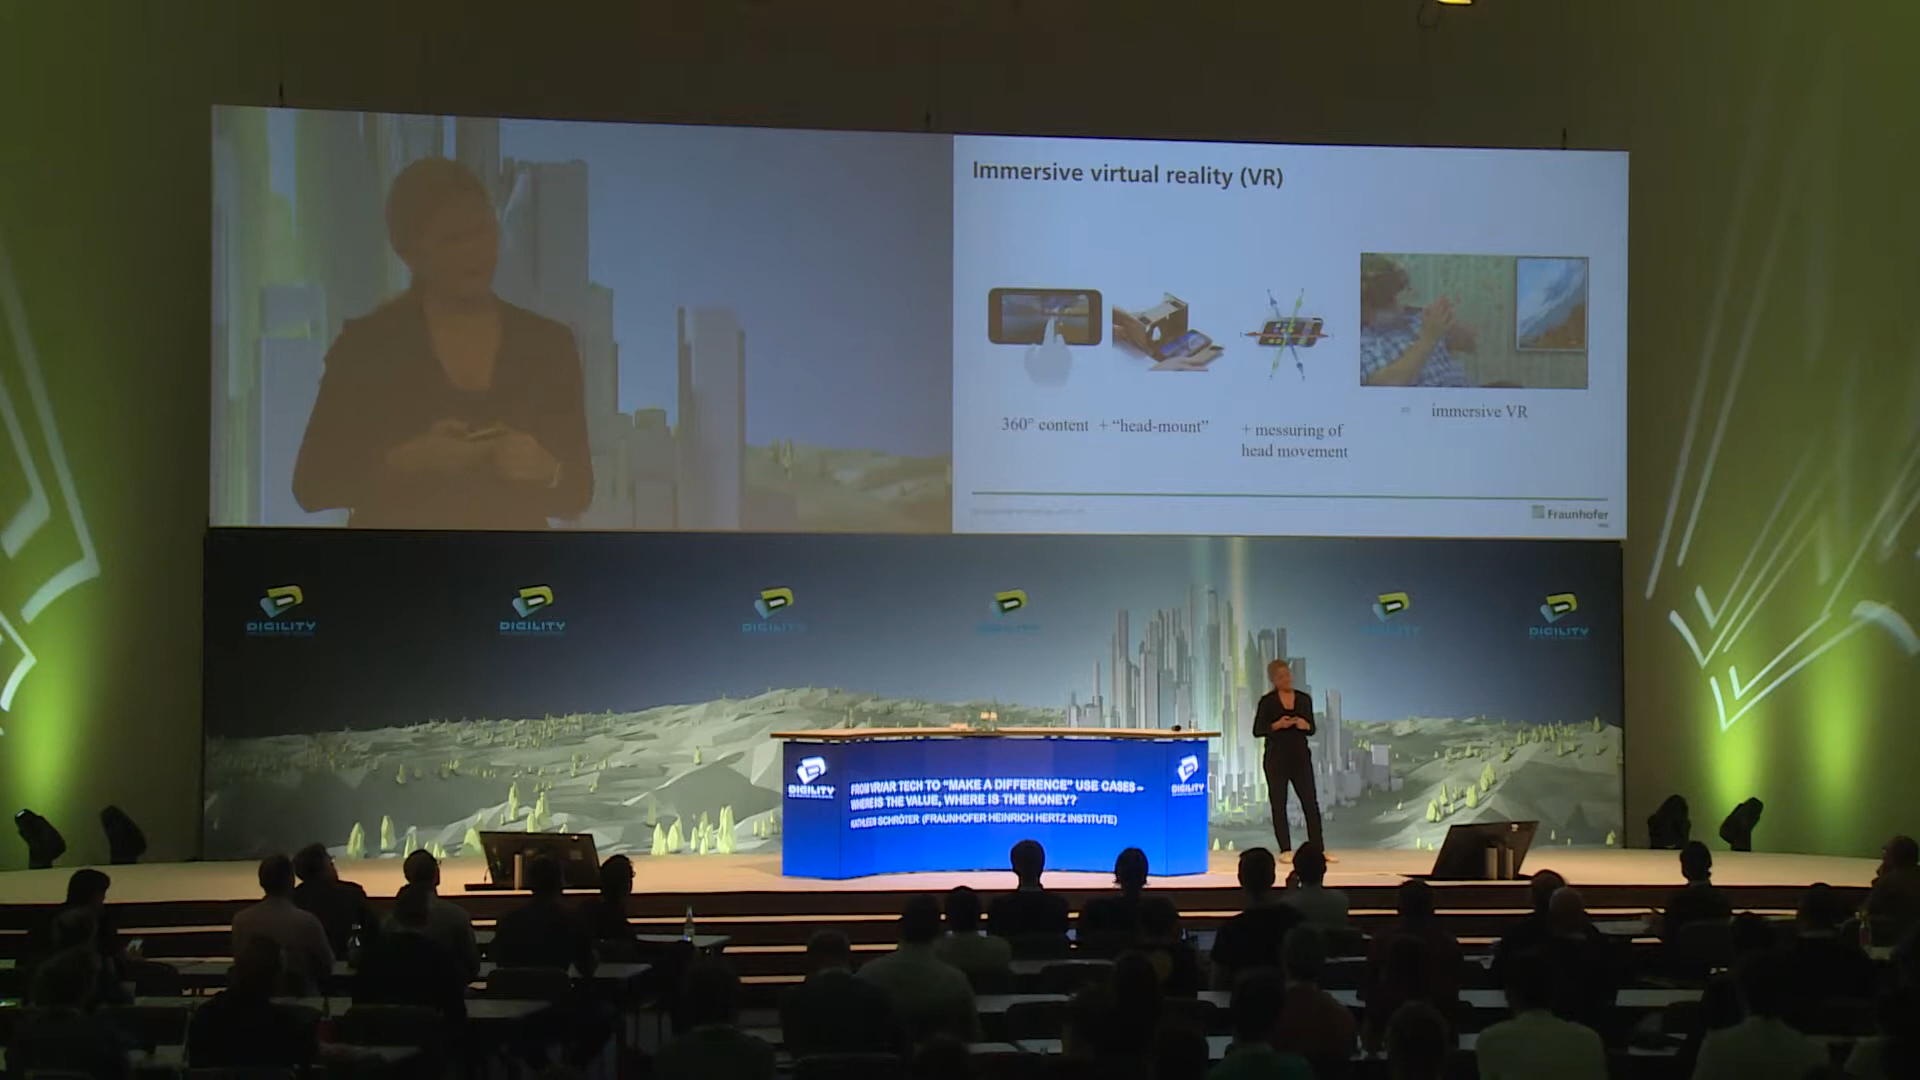 Immersive virtual reality (VR)
360° content + “head-mount”
+ messuring of
head movement
= immersive VR
Fraunhofer
DIGILITY
DIGILITY
DIGILITY
DIGILITY
DIGILITY
DIGILITY
DIGILITY
FROM VR/AR TECH TO “MAKE A DIFFERENCE” USE CASES –
WHERE IS THE VALUE, WHERE IS THE MONEY?
KATHLEEN SCHRÖTER (FRAUNHOFER HEINRICH HERTZ INSTITUTE)
DIGILITY